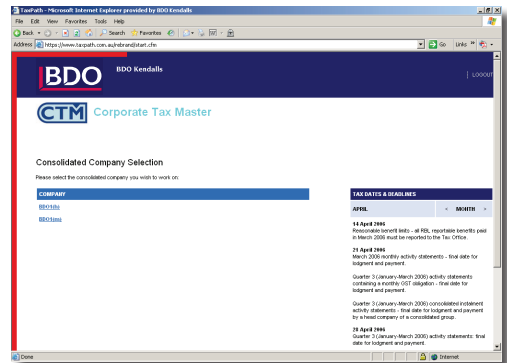 TaxPath - Microsoft Internet Explorer provided by BDO Kendalls
File Edit View Favorites Tools Help
Back Search Favorites
Address https://www.taxpath.com.au/rebrand/start.cfm Go Links
BDO BDO Kendalls
| LOGOUT
CTM Corporate Tax Master
Consolidated Company Selection
Please select the consolidated company you wish to work on:
COMPANY
TAX DATES & DEADLINES
APRIL < MONTH >
14 April 2006
Reasonable benefit limits - all RBL reportable benefits paid
in March 2006 must be reported to the Tax Office.
21 April 2006
March 2006 monthly activity statements - final date for
lodgment and payment.
Quarter 3 (January-March 2006) activity statements
containing a monthly GST obligation - final date for
lodgment and payment.
Quarter 3 (January-March 2006) consolidated instalment
activity statements - final date for lodgment and payment
by a head company of a consolidated group.
28 April 2006
Quarter 3 (January-March 2006) activity statements: final
date for lodgment and payment.
Done Internet